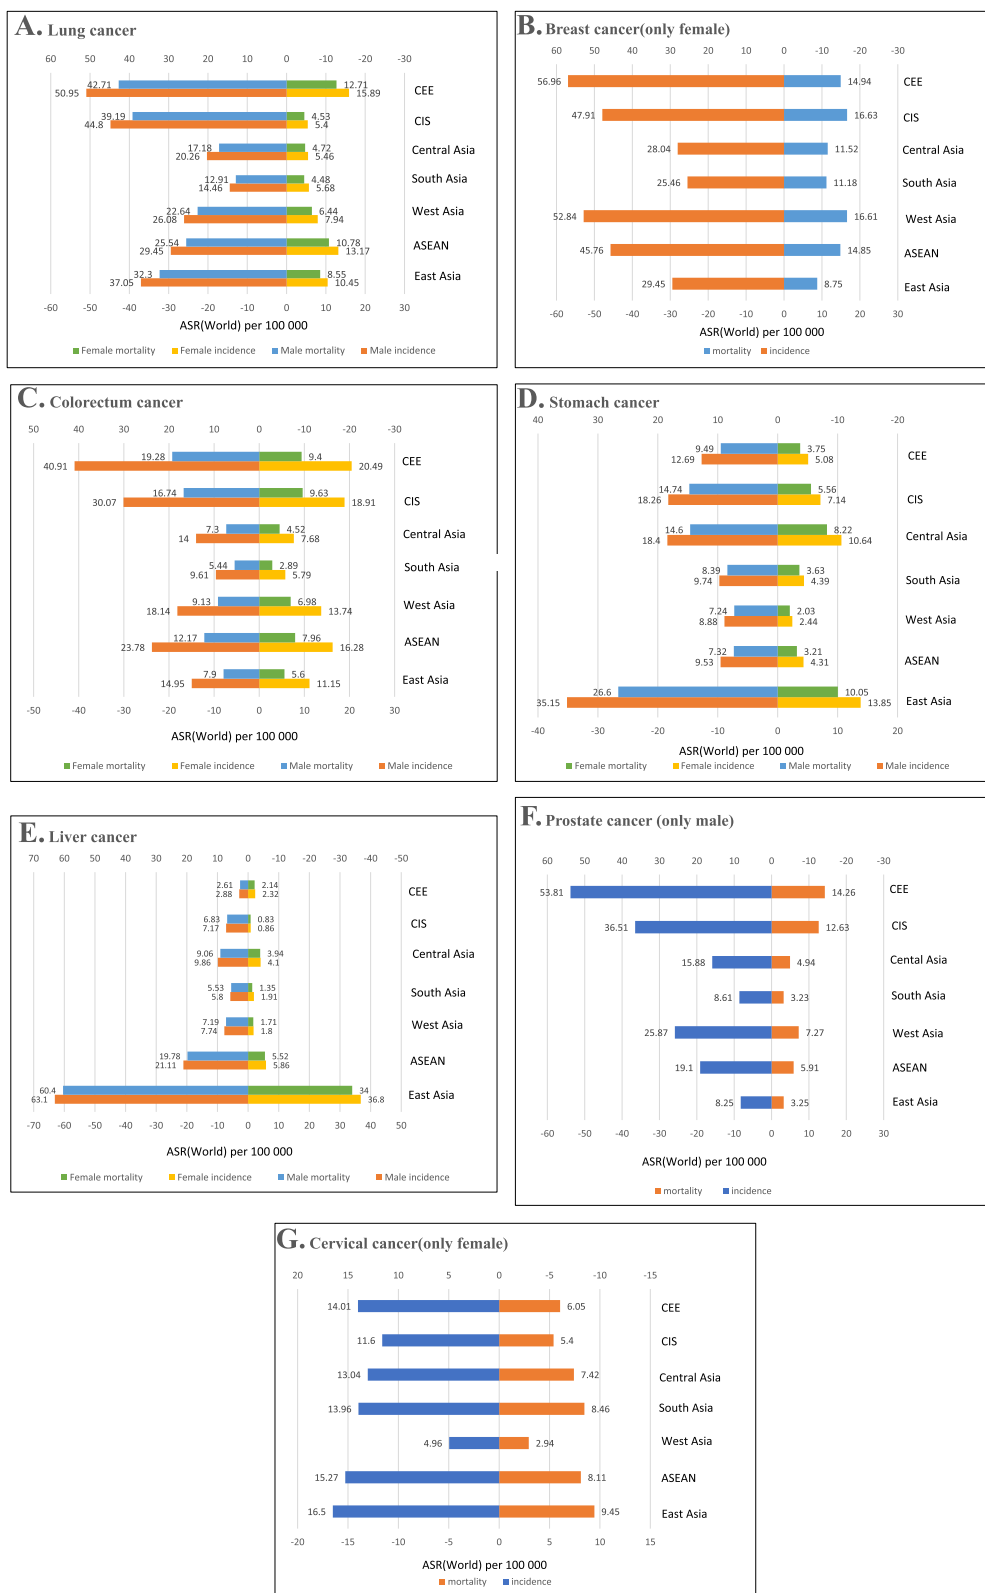 A. Lung cancer
60 50 40 30 20 10 0 -10 -20 -30
42.71 12.71 CEE
50.95 15.89
39.19 4.53 CIS
44.8 5.4
17.18 4.72 Central Asia
20.26 5.46
12.91 4.48 South Asia
14.46 5.68
22.64 6.44 West Asia
26.08 7.94
25.54 10.78 ASEAN
29.45 13.17
32.3 8.55 East Asia
37.05 10.45
-60 -50 -40 -30 -20 -10 0 10 20 30
ASR(World) per 100 000
Female mortality Female incidence Male mortality Male incidence
B. Breast cancer(only female)
60 50 40 30 20 10 0 -10 -20 -30
56.96 14.94 CEE
47.91 16.63 CIS
28.04 11.52 Central Asia
25.46 11.18 South Asia
52.84 16.61 West Asia
45.76 14.85 ASEAN
29.45 8.75 East Asia
-60 -50 -40 -30 -20 -10 0 10 20 30
ASR(World) per 100 000
mortality incidence
C. Colorectum cancer
50 40 30 20 10 0 -10 -20 -30
19.28 9.4 CEE
40.91 20.49
16.74 9.63 CIS
30.07 18.91
7.3 4.52 Central Asia
14 7.68
5.44 2.89 South Asia
9.61 5.79
9.13 6.98 West Asia
18.14 13.74
12.17 7.96 ASEAN
23.78 16.28
7.9 5.6 East Asia
14.95 11.15
-50 -40 -30 -20 -10 0 10 20 30
ASR(World) per 100 000
Female mortality Female incidence Male mortality Male incidence
D. Stomach cancer
40 30 20 10 0 -10 -20
9.49 3.75 CEE
12.69 5.08
14.74 5.56 CIS
18.26 7.14
14.6 8.22 Central Asia
18.4 10.64
8.39 3.63 South Asia
9.74 4.39
7.24 2.03 West Asia
8.88 2.44
7.32 3.21 ASEAN
9.53 4.31
26.6 10.05 East Asia
35.15 13.85
-40 -30 -20 -10 0 10 20
ASR(World) per 100 000
Female mortality Female incidence Male mortality Male incidence
E. Liver cancer
70 60 50 40 30 20 10 0 -10 -20 -30 -40 -50
2.61 2.14 CEE
2.88 2.32
6.83 0.83 CIS
7.17 0.86
9.06 3.94 Central Asia
9.86 4.1
5.53 1.35 South Asia
5.8 1.91
7.19 1.71 West Asia
7.74 1.8
19.78 5.52 ASEAN
21.11 5.86
60.4 34 East Asia
63.1 36.8
-70 -60 -50 -40 -30 -20 -10 0 10 20 30 40 50
ASR(World) per 100 000
Female mortality Female incidence Male mortality Male incidence
F. Prostate cancer (only male)
60 50 40 30 20 10 0 -10 -20 -30
53.81 14.26 CEE
36.51 12.63 CIS
15.88 4.94 Cental Asia
8.61 3.23 South Asia
25.87 7.27 West Asia
19.1 5.91 ASEAN
8.25 3.25 East Asia
-60 -50 -40 -30 -20 -10 0 10 20 30
ASR(World) per 100 000
mortality incidence
G. Cervical cancer(only female)
20 15 10 5 0 -5 -10 -15
14.01 6.05 CEE
11.6 5.4 CIS
13.04 7.42 Central Asia
13.96 8.46 South Asia
4.96 2.94 West Asia
15.27 8.11 ASEAN
16.5 9.45 East Asia
-20 -15 -10 -5 0 5 10 15
ASR(World) per 100 000
mortality incidence